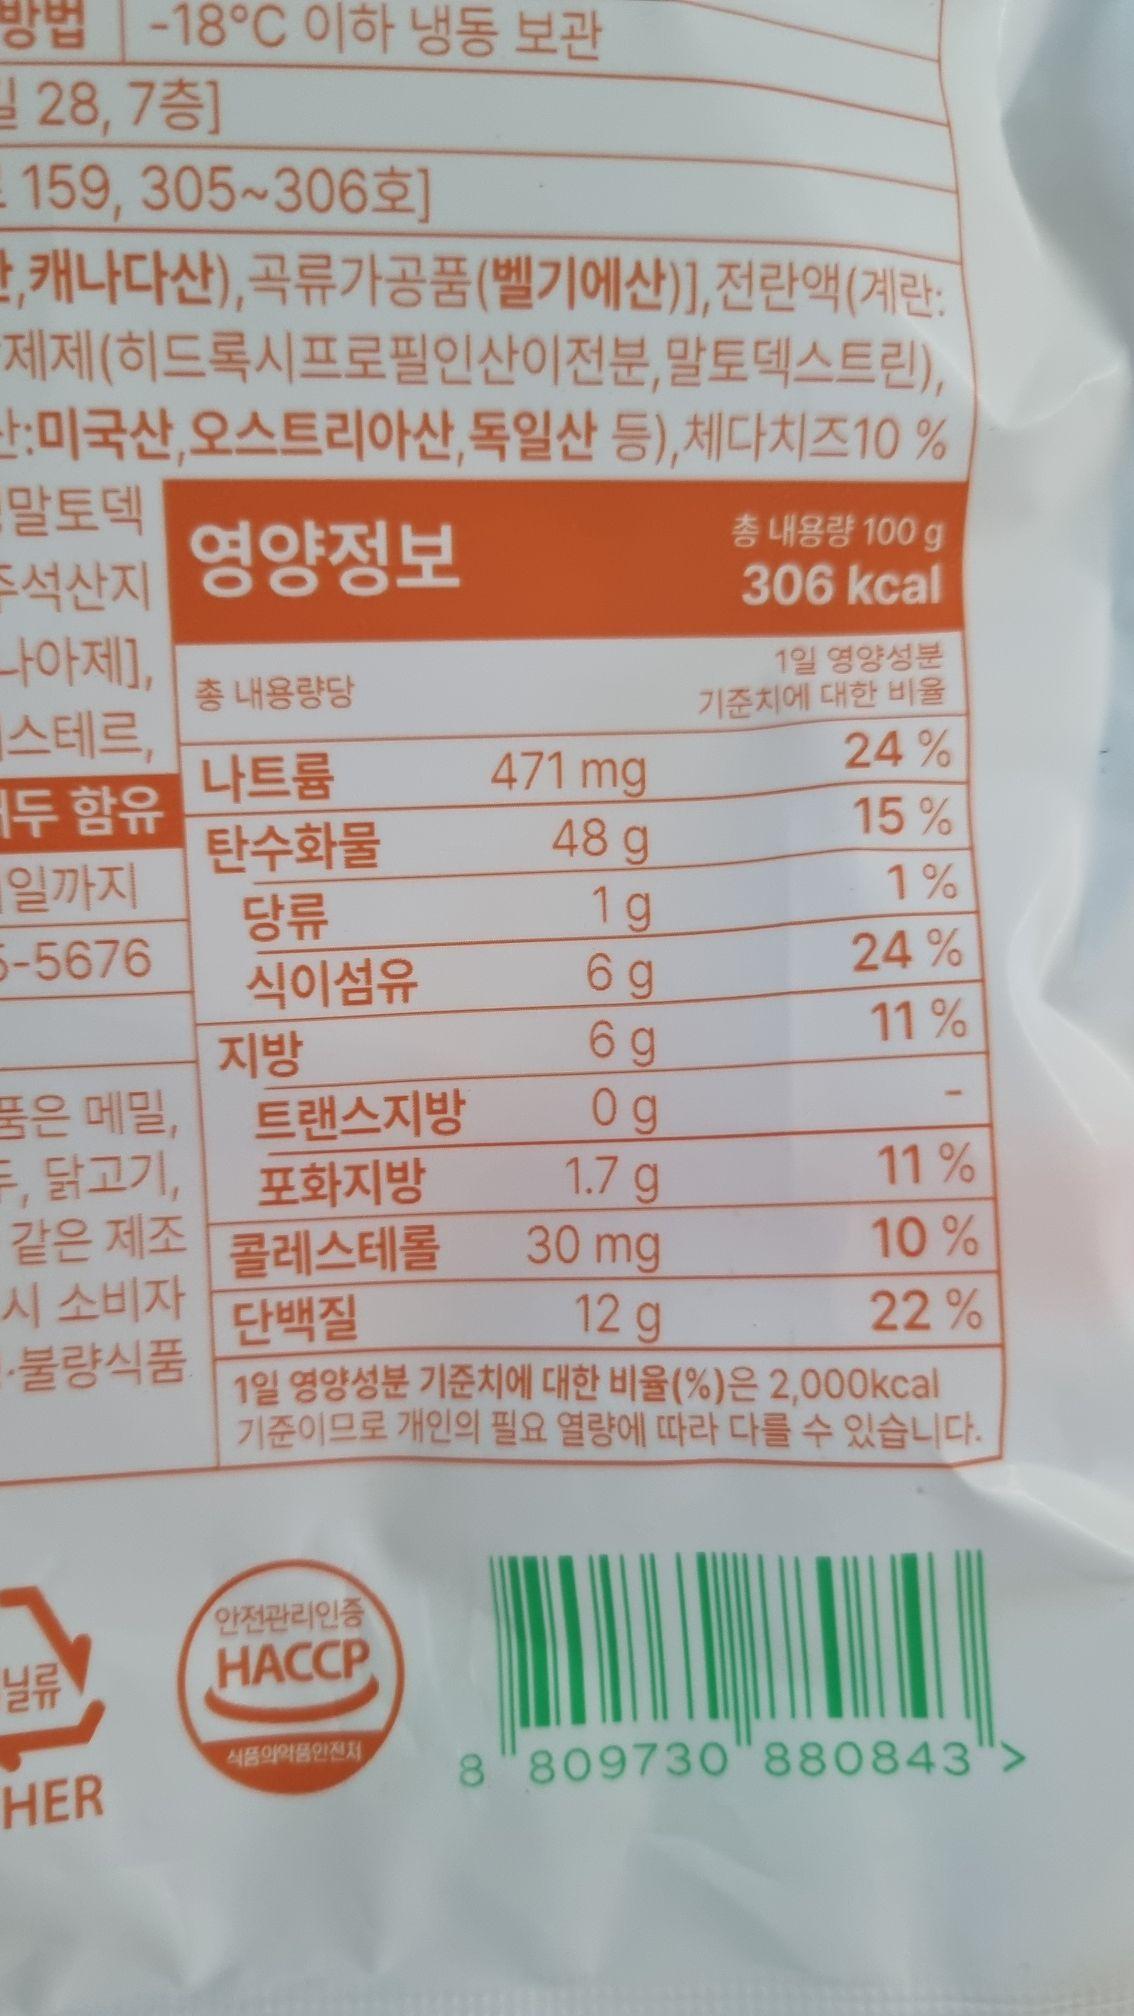 방법 -18°C 이하 냉동 보관
길 28, 7층]
159, 305~306호]
,캐나다산),곡류가공품(벨기에산)],전란액(계란:
제제(히드록시프로필인산이전분,말토덱스트린),
산:미국산,오스트리아산,독일산 등),체다치즈10 %
말토덱
주석산지
나아제],
스테르,
대두 함유
일까지
5-5676
품은 메밀,
두, 닭고기,
같은 제조
시 소비자
·불량식품
영양정보
총 내용량 100 g
306 kcal
총 내용량당
1일 영양성분
기준치에 대한 비율
나트륨 471 mg 24 %
탄수화물 48 g 15 %
당류 1 g 1 %
식이섬유 6 g 24 %
지방 6 g 11 %
트랜스지방 0 g -
포화지방 1.7 g 11 %
콜레스테롤 30 mg 10 %
단백질 12 g 22 %
1일 영양성분 기준치에 대한 비율(%)은 2,000kcal
기준이므로 개인의 필요 열량에 따라 다를 수 있습니다.
닐류
HER
안전관리인증
HACCP
식품의약품안전처
8 809730 880843 >